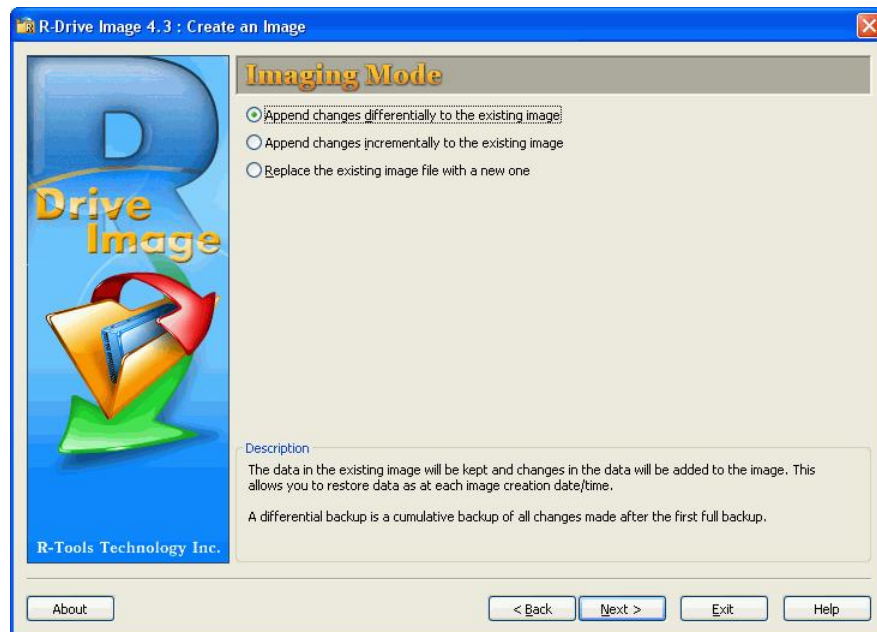 R-Drive Image 4.3 : Create an Image
R
Drive
Image
R-Tools Technology Inc.
Imaging Mode
Append changes differentially to the existing image
Append changes incrementally to the existing image
Replace the existing image file with a new one
Description
The data in the existing image will be kept and changes in the data will be added to the image. This
allows you to restore data as at each image creation date/time.
A differential backup is a cumulative backup of all changes made after the first full backup.
About
< Back
Next >
Exit
Help